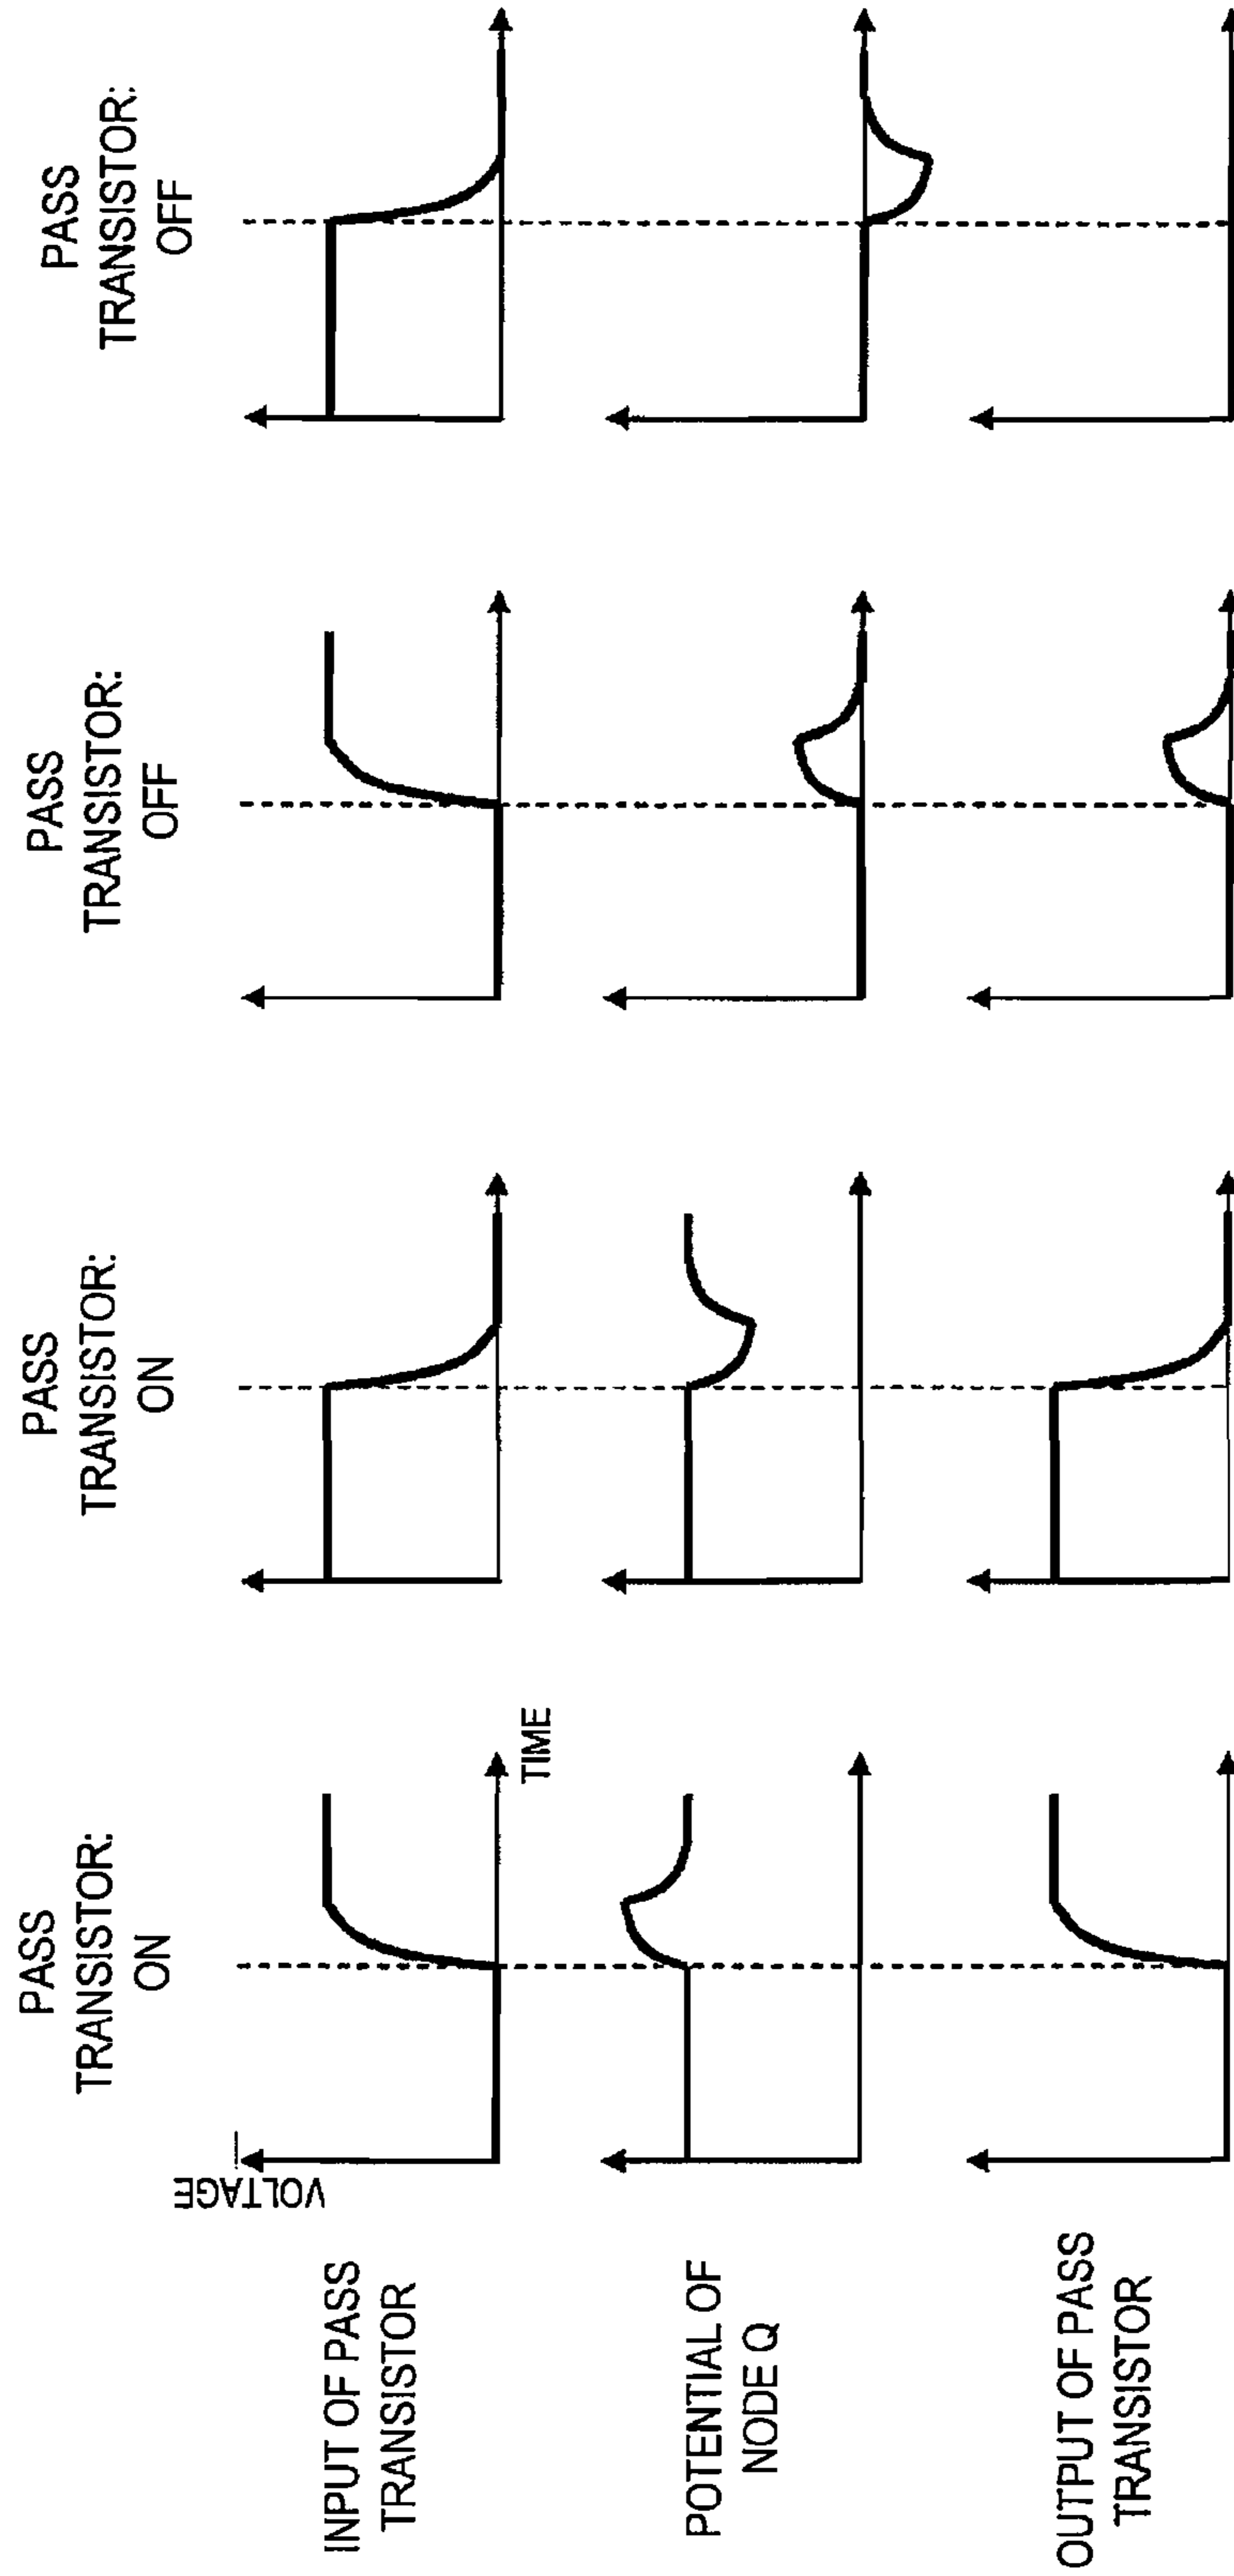 PASS
TRANSISTOR:
ON
PASS
TRANSISTOR:
ON
PASS
TRANSISTOR:
OFF
PASS
TRANSISTOR:
OFF
VOLTAGE
INPUT OF PASS
TRANSISTOR
TIME
POTENTIAL OF
NODE Q
OUTPUT OF PASS
TRANSISTOR